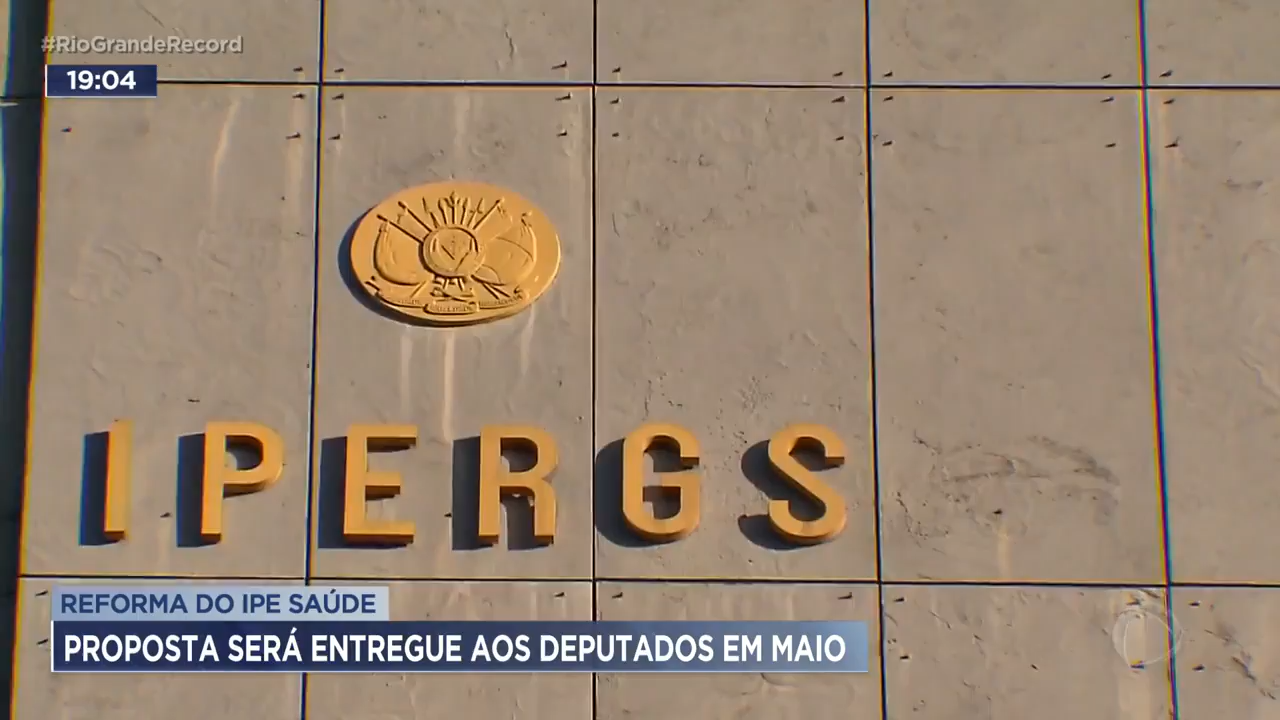 #RioGrandeRecord
19:04
IPERGS
REFORMA DO IPE SAÚDE
PROPOSTA SERÁ ENTREGUE AOS DEPUTADOS EM MAIO